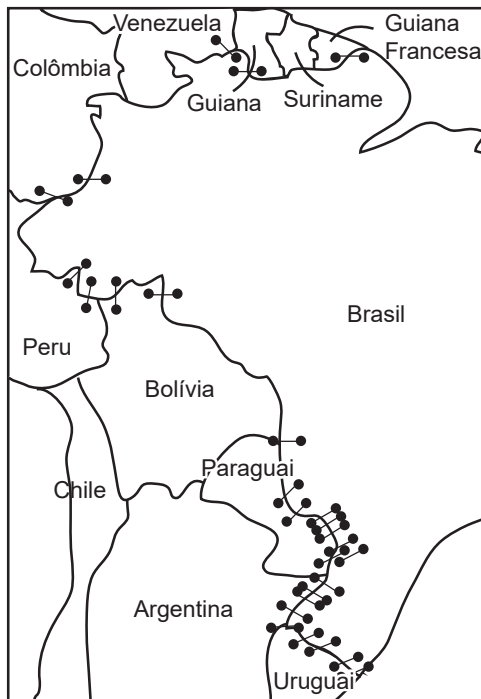 Venezuela
Guiana
Francesa
Colômbia
Guiana
Suriname
Brasil
Peru
Bolívia
Paraguai
Chile
Argentina
Uruguai